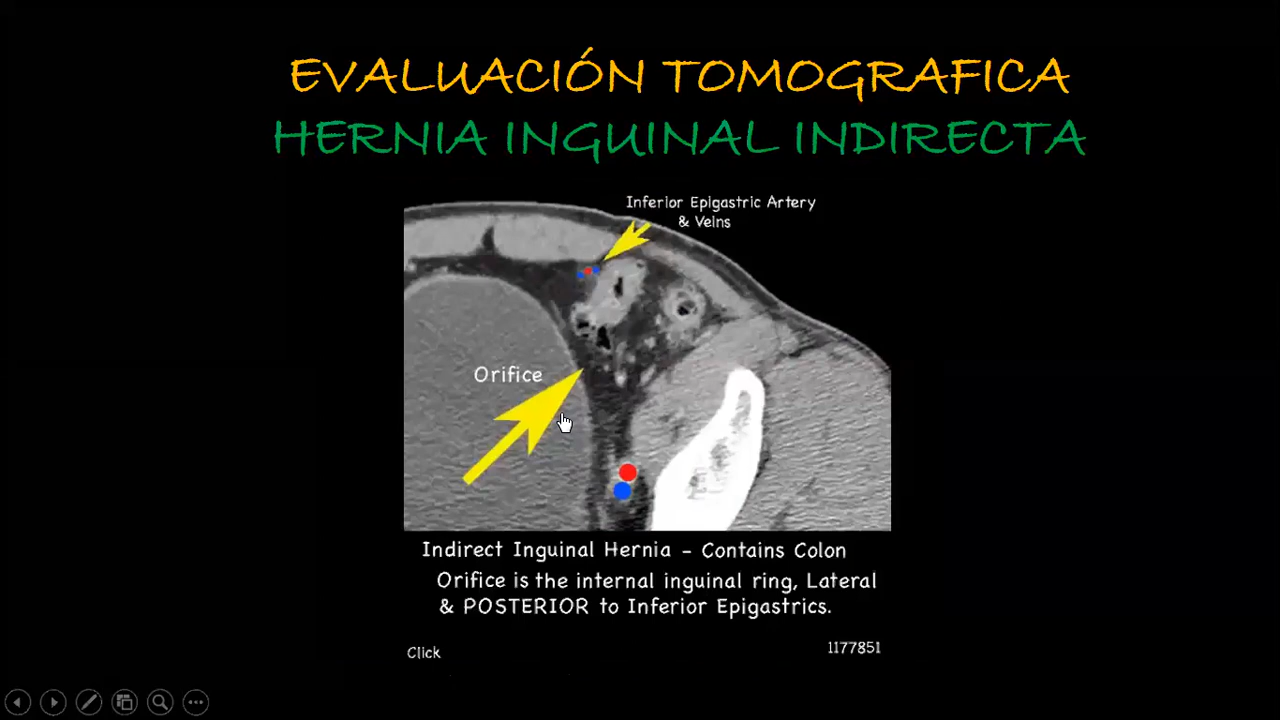 EVALUACIÓN TOMOGRAFICA
HERNIA INGUINAL INDIRECTA
Inferior Epigastric Artery
& Veins
Orifice
Indirect Inguinal Hernia - Contains Colon
Orifice is the internal inguinal ring, Lateral
& POSTERIOR to Inferior Epigastrics.
Click
1177851